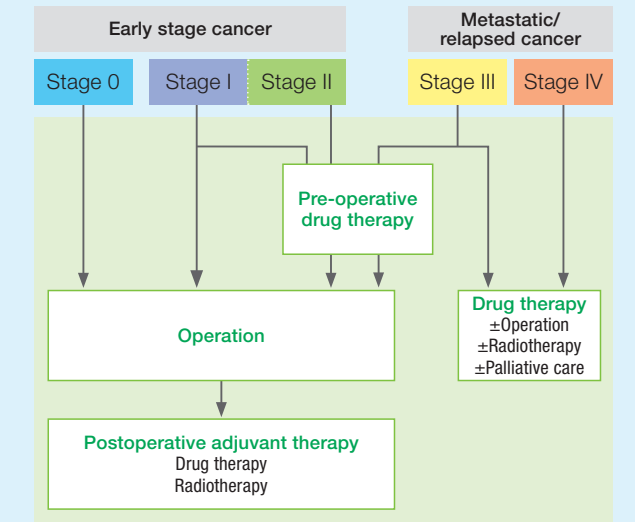 Early stage cancer
Metastatic/
relapsed cancer
Stage 0
Stage I
Stage II
Stage III
Stage IV
Pre-operative
drug therapy
Operation
Drug therapy
±Operation
±Radiotherapy
±Palliative care
Postoperative adjuvant therapy
Drug therapy
Radiotherapy